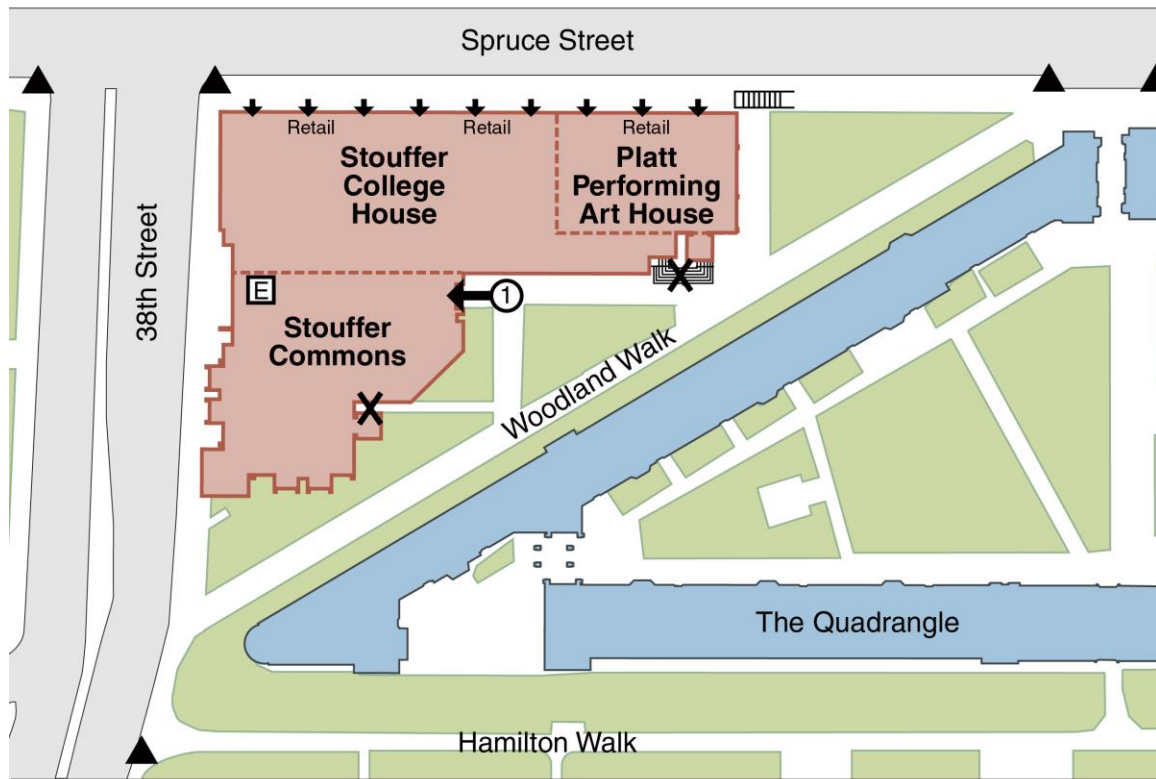 Spruce Street
Retail
Retail
Retail
Stouffer
College
House
Platt
Performing
Art House
38th Street
E
1
Stouffer
Commons
Woodland Walk
The Quadrangle
Hamilton Walk